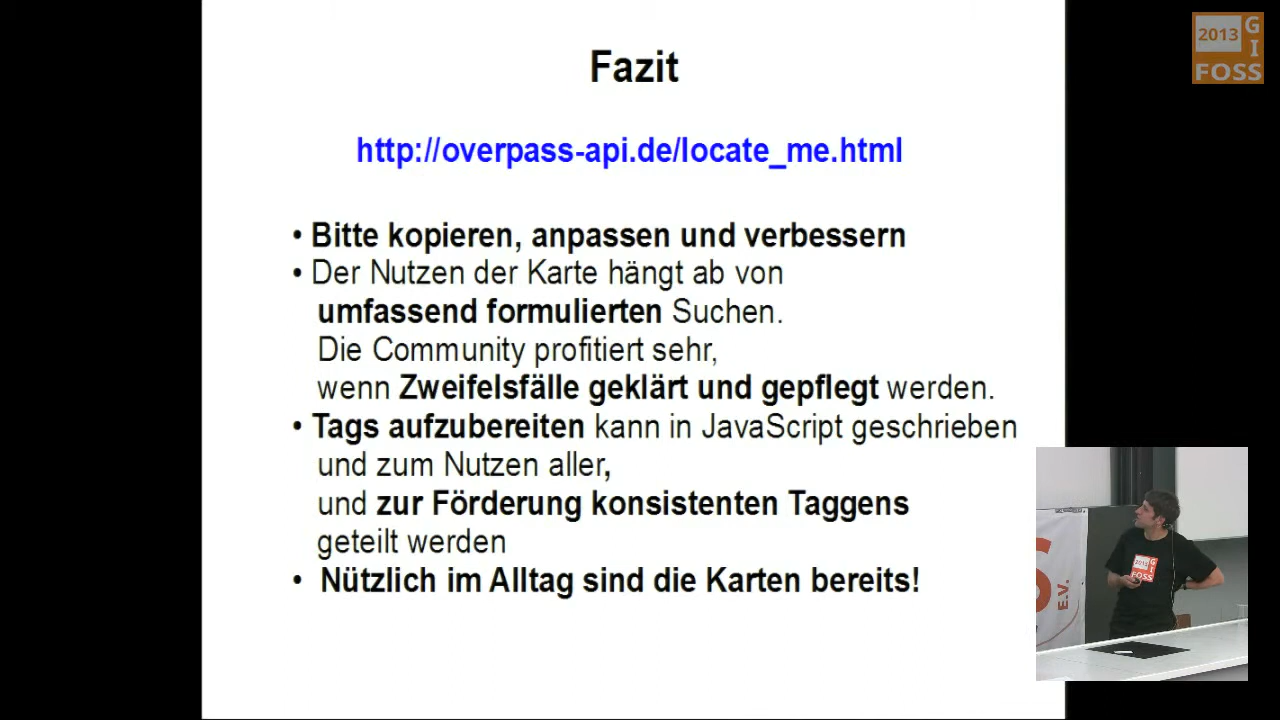 Fazit
http://overpass-api.de/locate_me.html
• Bitte kopieren, anpassen und verbessern
• Der Nutzen der Karte hängt ab von
umfassend formulierten Suchen.
Die Community profitiert sehr,
wenn Zweifelsfälle geklärt und gepflegt werden.
• Tags aufzubereiten kann in JavaScript geschrieben
und zum Nutzen aller,
und zur Förderung konsistenten Taggens
geteilt werden
• Nützlich im Alltag sind die Karten bereits!
2013 G
I
FOSS
2013 G
I
FOSS
S
E.V.